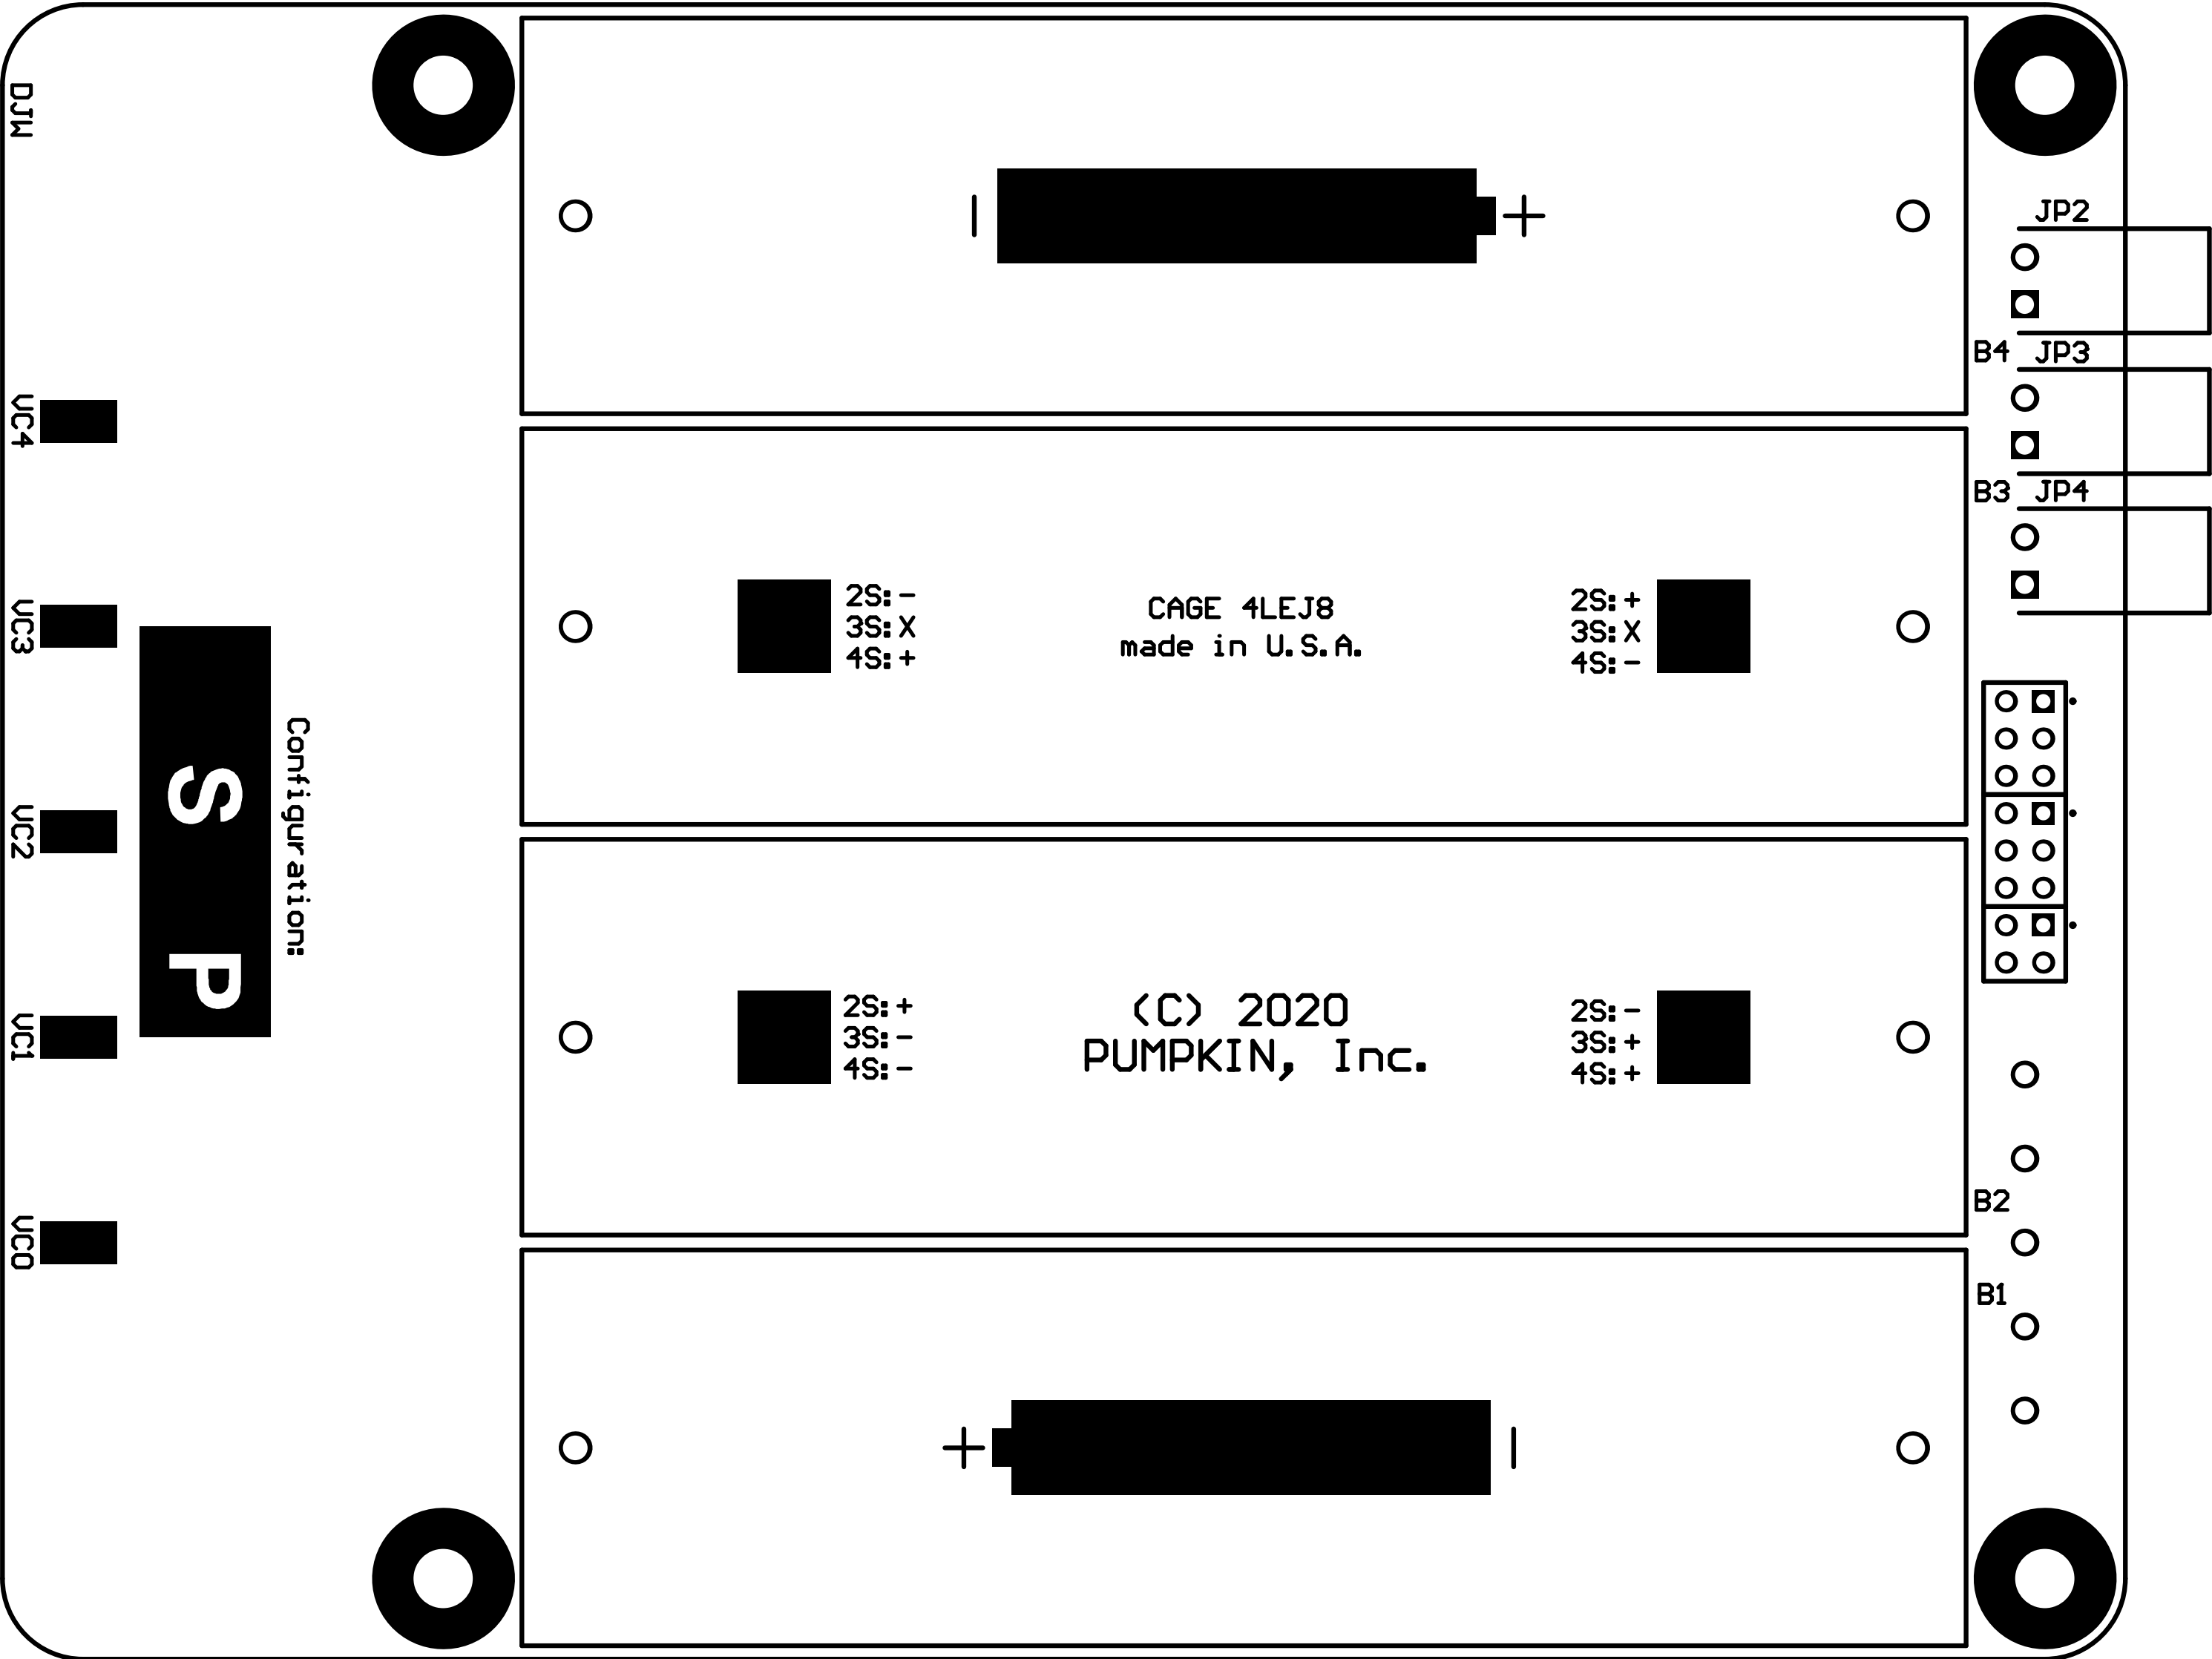 DJW
VC4
VC3
VC2
VC1
VC0
S P
Configuration:
- +
2S:-
3S:X
4S:+
CAGE 4LEJ8
made in U.S.A.
2S:+
3S:X
4S:-
2S:+
3S:-
4S:-
(C) 2020
PUMPKIN, Inc.
2S:-
3S:+
4S:+
+ -
JP2
B4 JP3
B3 JP4
B2
B1